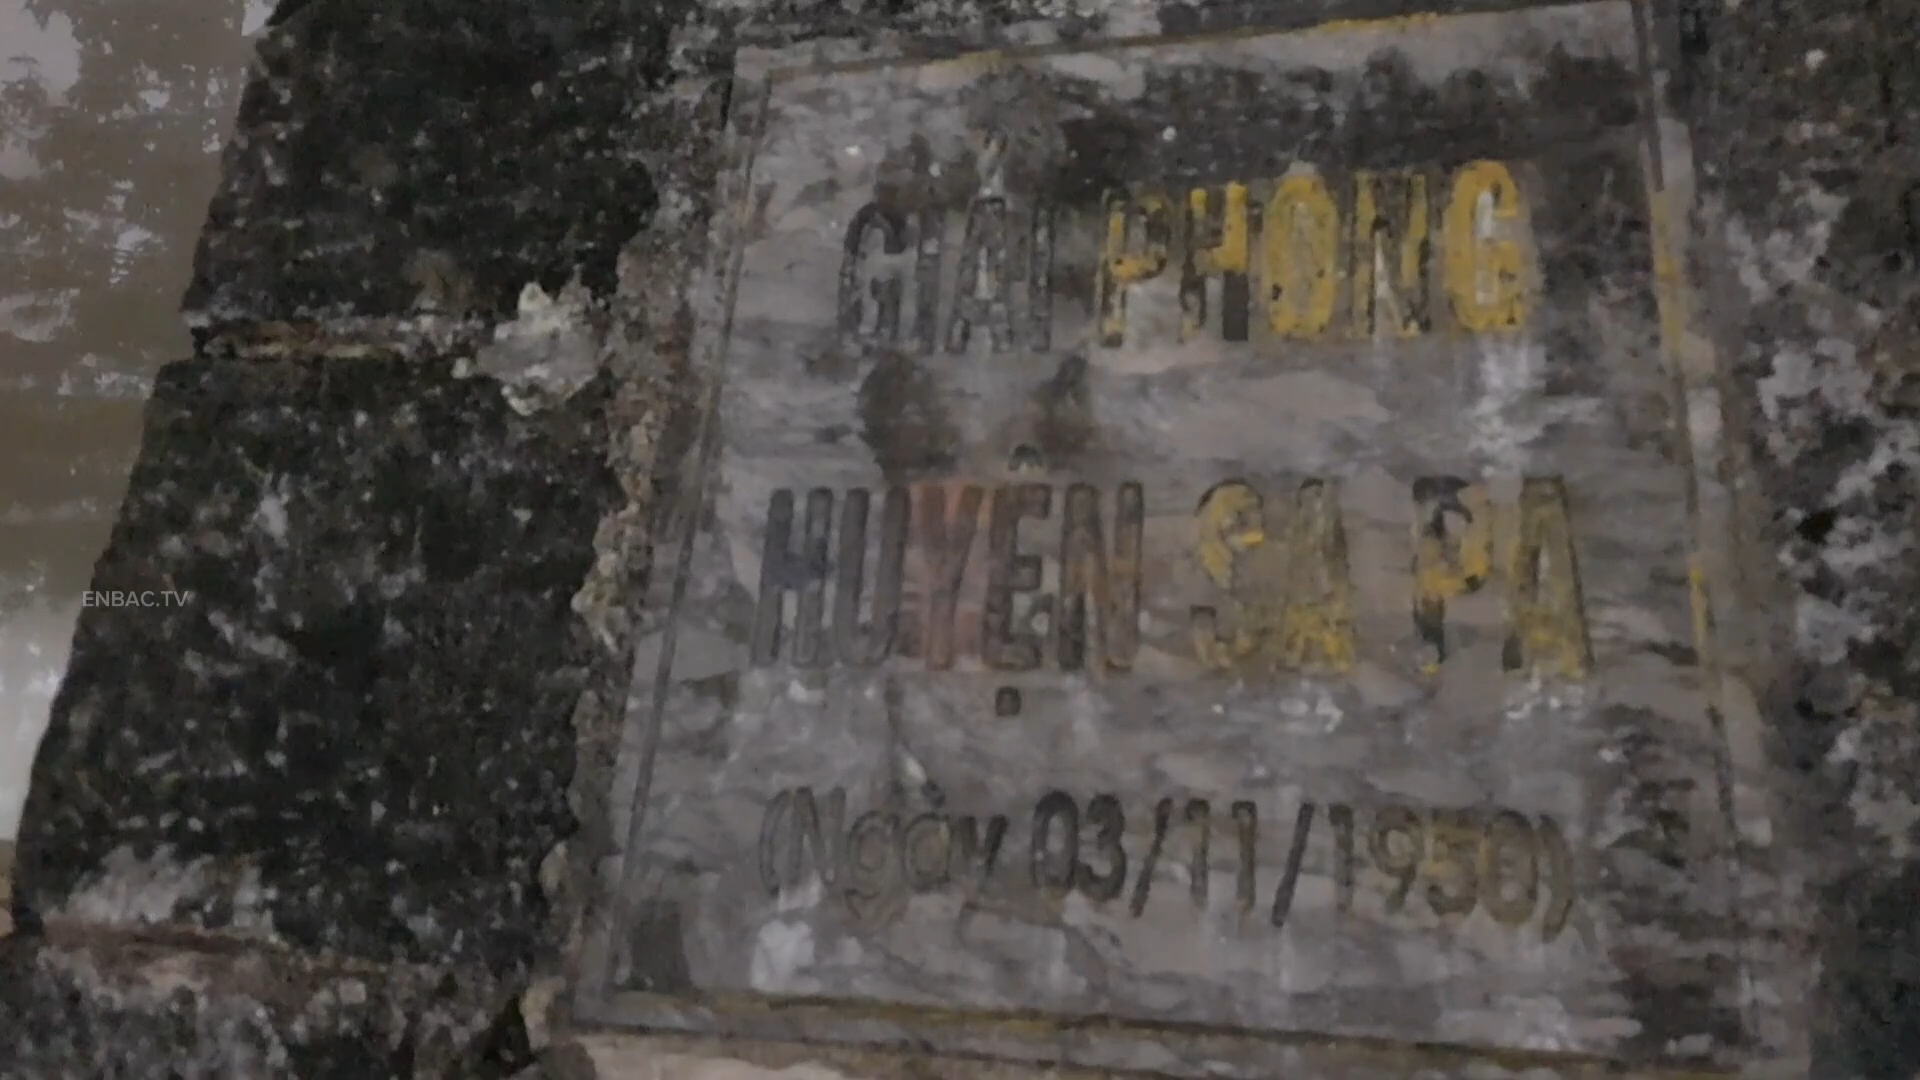 GIẢI PHÓNG
HUYỆN SA PA
(Ngày 03/11/1950)
ENBAC.TV